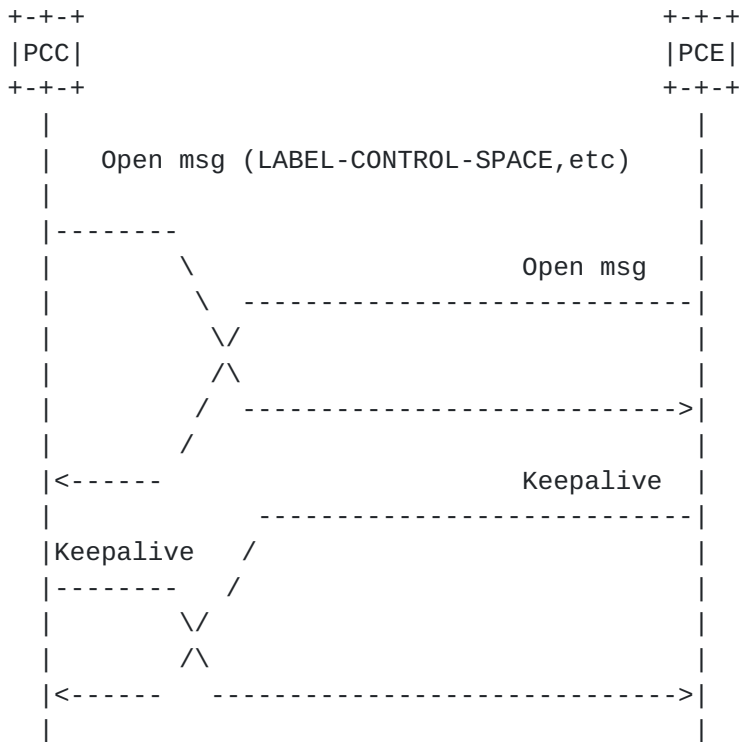 +-+-+                                     +-+-+
|PCC|                                     |PCE|
+-+-+                                     +-+-+
  |                                         |
  |   Open msg (LABEL-CONTROL-SPACE,etc)    |
  |                                         |
  |--------                                 |
  |        \                     Open msg   |
  |         \  -----------------------------|
  |          \/                             |
  |          /\                             |
  |         /  ---------------------------->|
  |        /                                |
  |<------                       Keepalive  |
  |             ----------------------------|
  |Keepalive   /                            |
  |--------   /                             |
  |        \/                               |
  |        /\                               |
  |<------   ------------------------------>|
  |                                         |